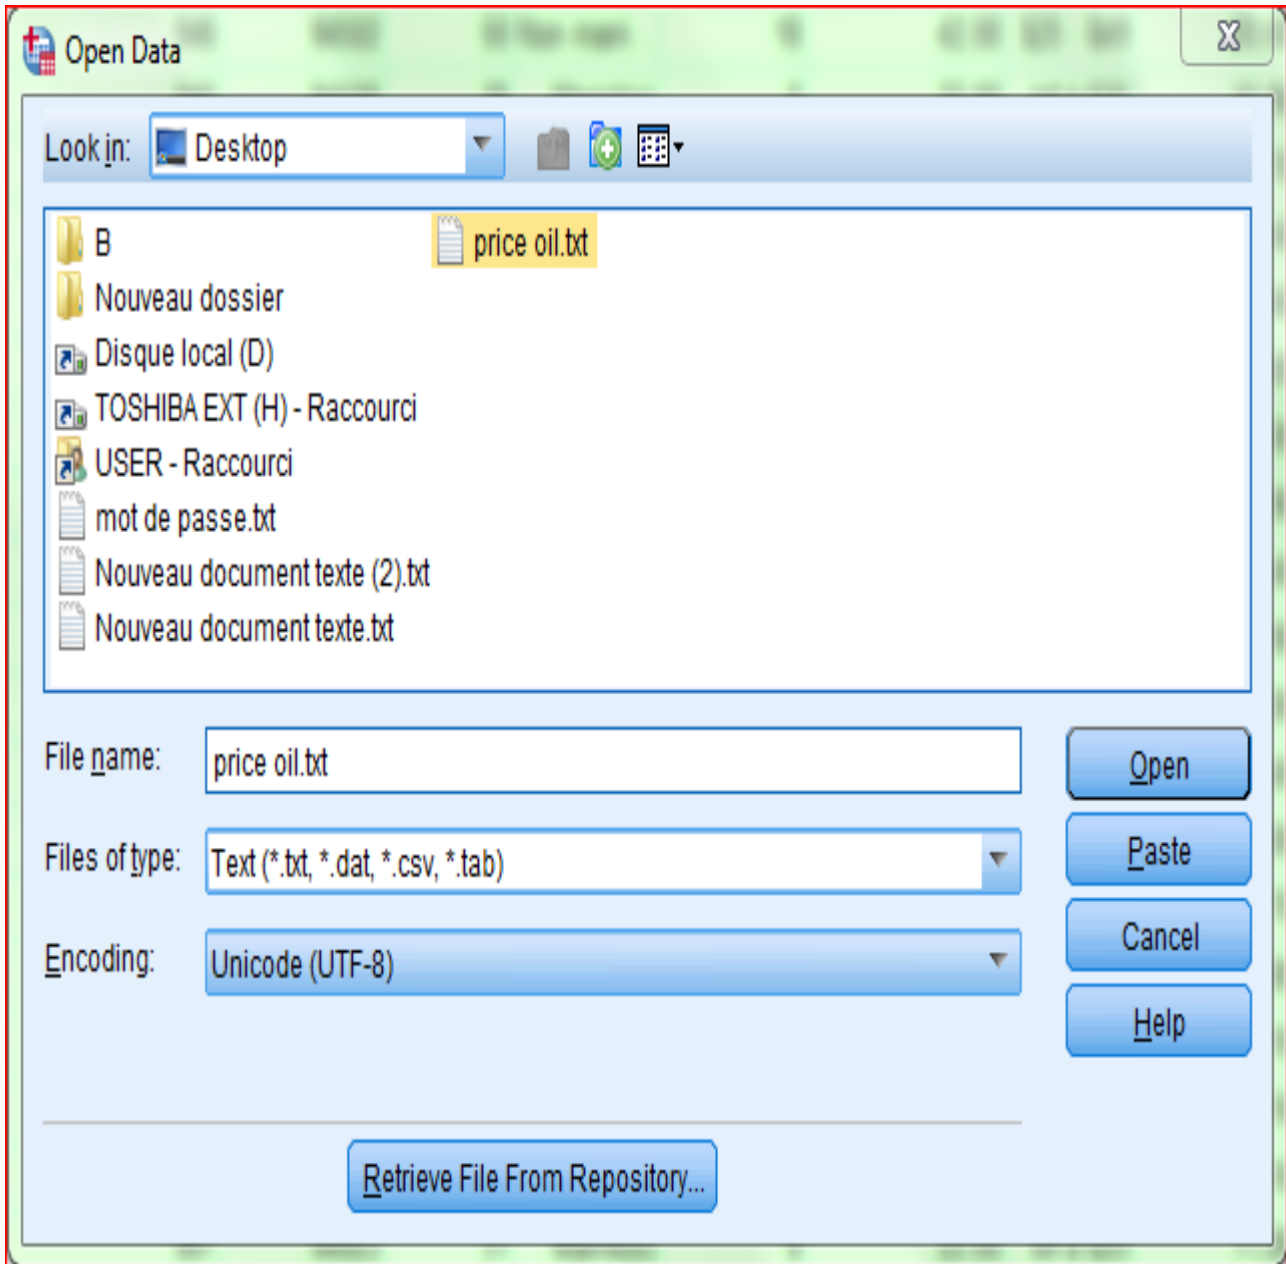 Open Data
Look in: Desktop
B
Nouveau dossier
Disque local (D)
TOSHIBA EXT (H) - Raccourci
USER - Raccourci
mot de passe.txt
Nouveau document texte (2).txt
Nouveau document texte.txt
price oil.txt
File name: price oil.txt
Files of type: Text (*.txt, *.dat, *.csv, *.tab)
Encoding: Unicode (UTF-8)
Open
Paste
Cancel
Help
Retrieve File From Repository...